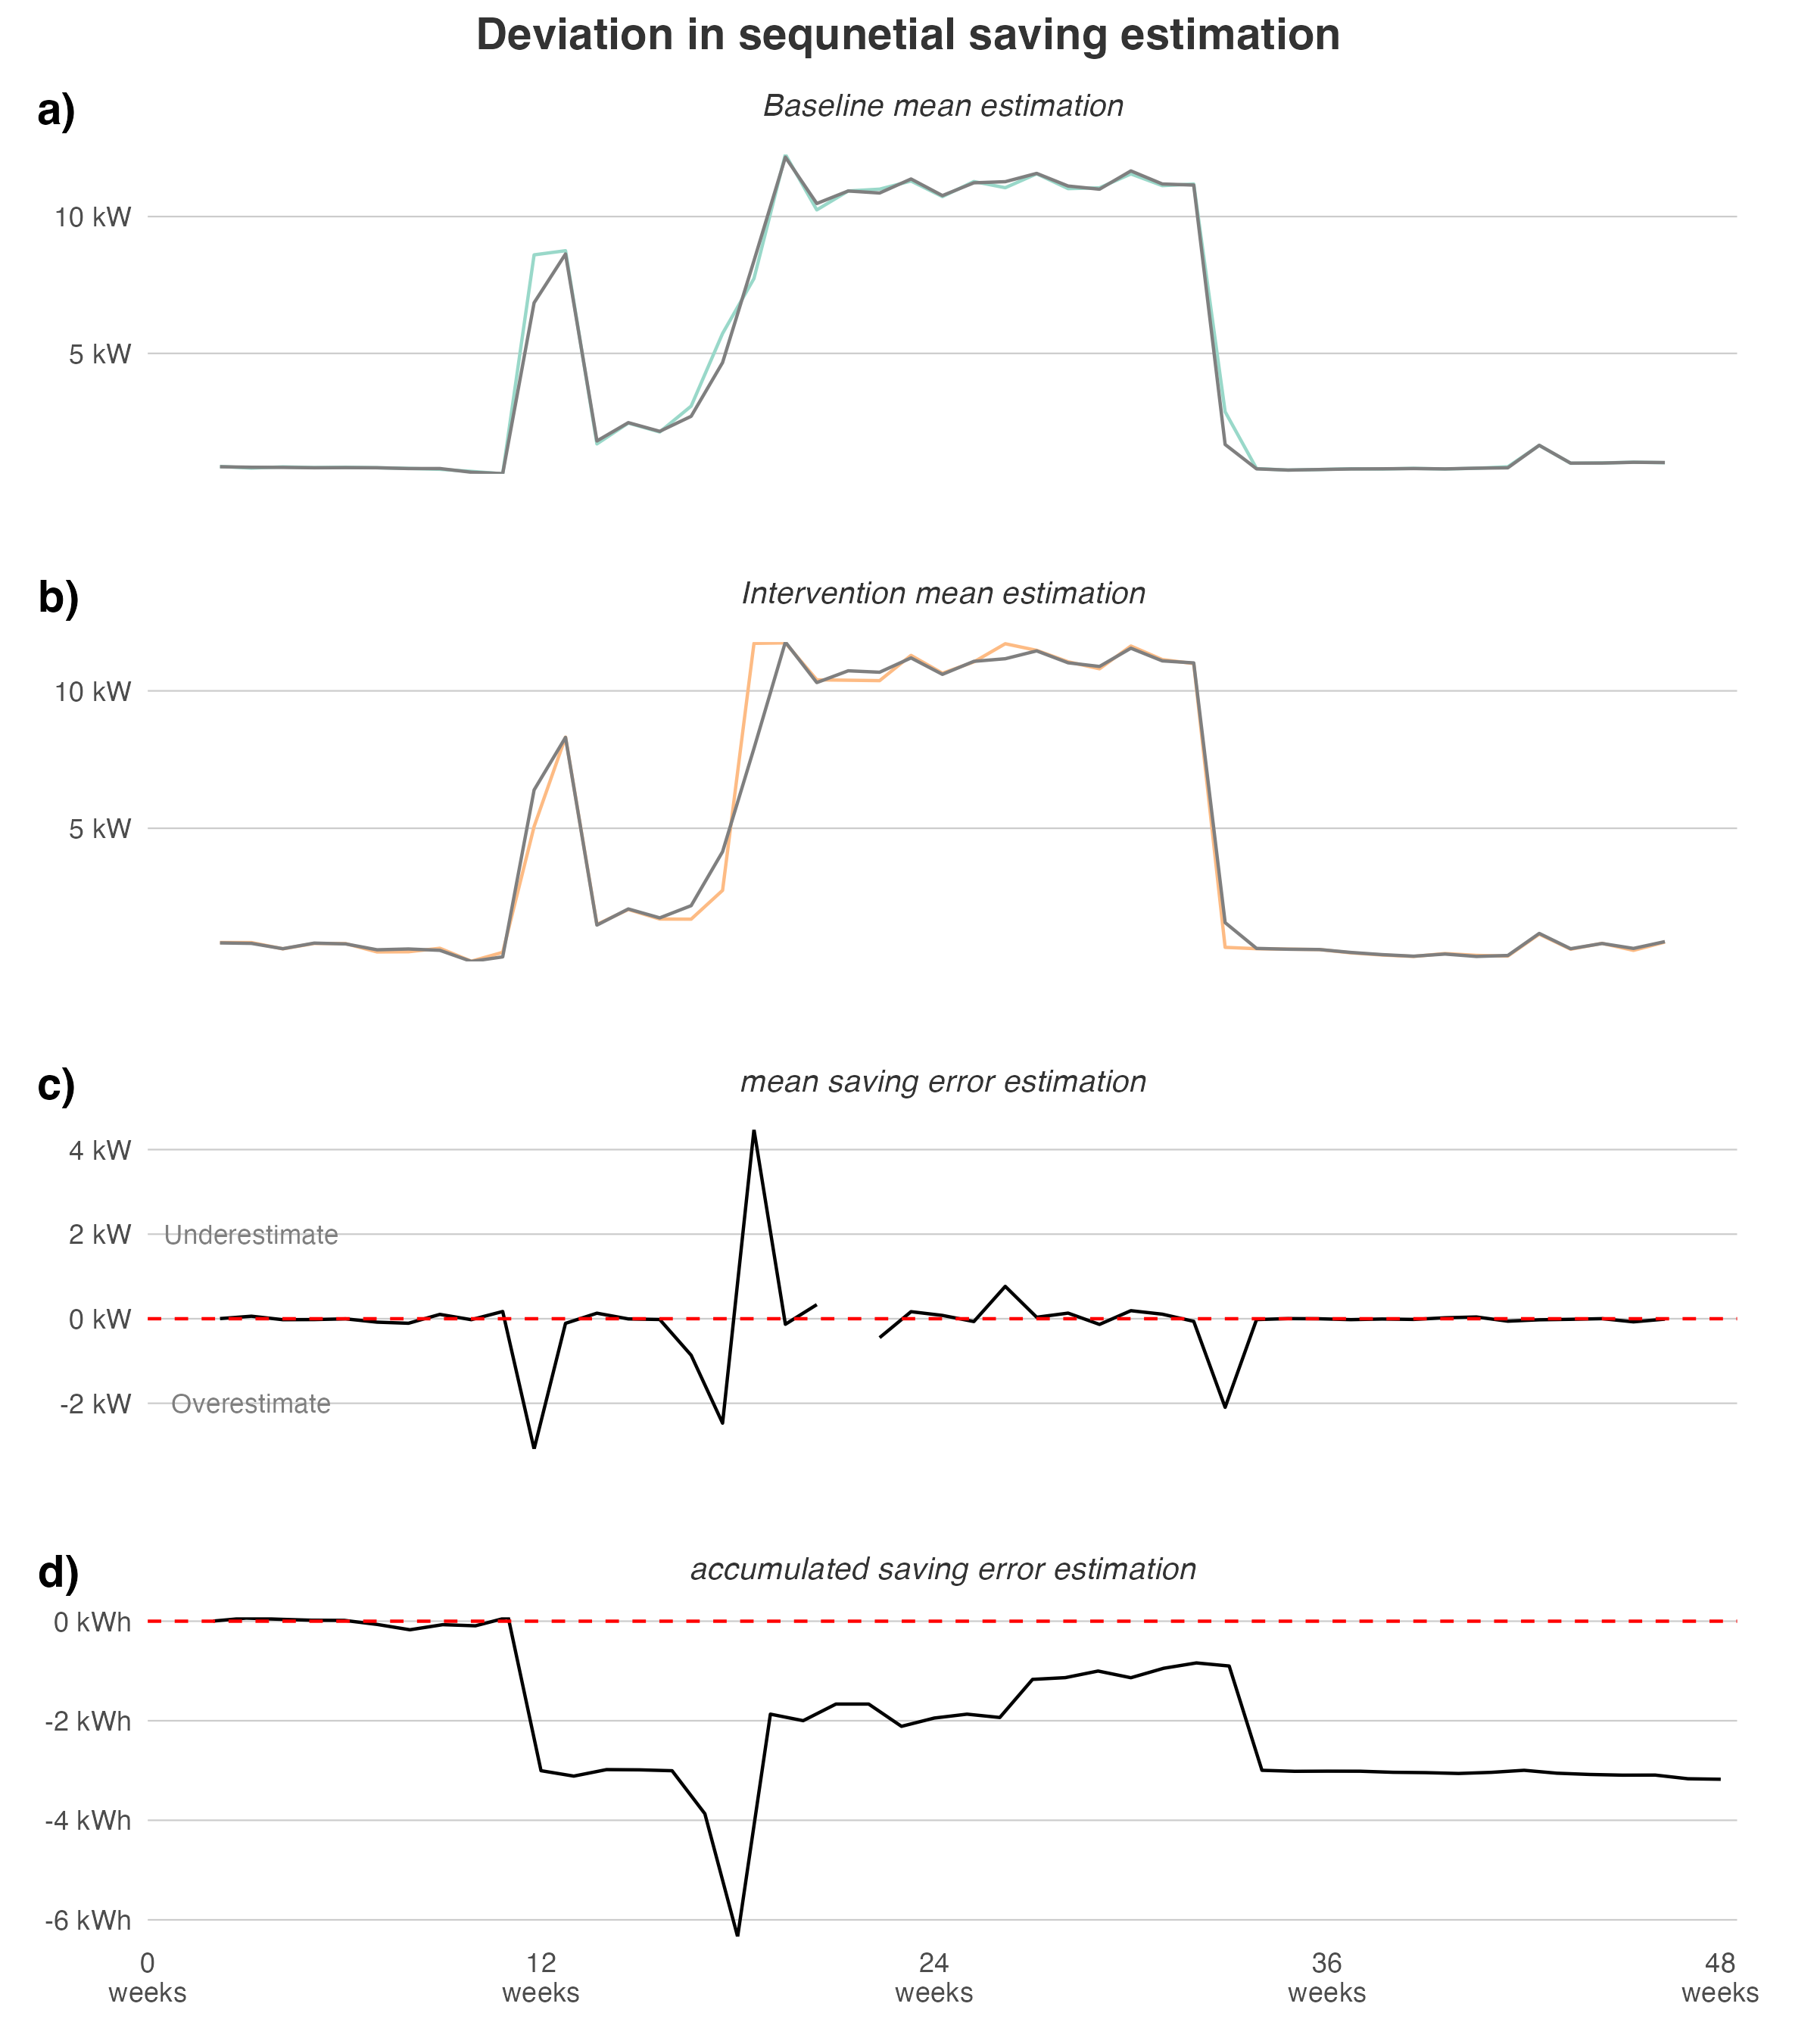 Deviation in sequnetial saving estimation
a)
Baseline mean estimation
10 kW
5 kW
b)
Intervention mean estimation
10 kW
5 kW
c)
mean saving error estimation
4 kW
2 kW
Underestimate
0 kW
-2 kW
Overestimate
d)
accumulated saving error estimation
0 kWh
-2 kWh
-4 kWh
-6 kWh
0 12 24 36 48
weeks weeks weeks weeks weeks